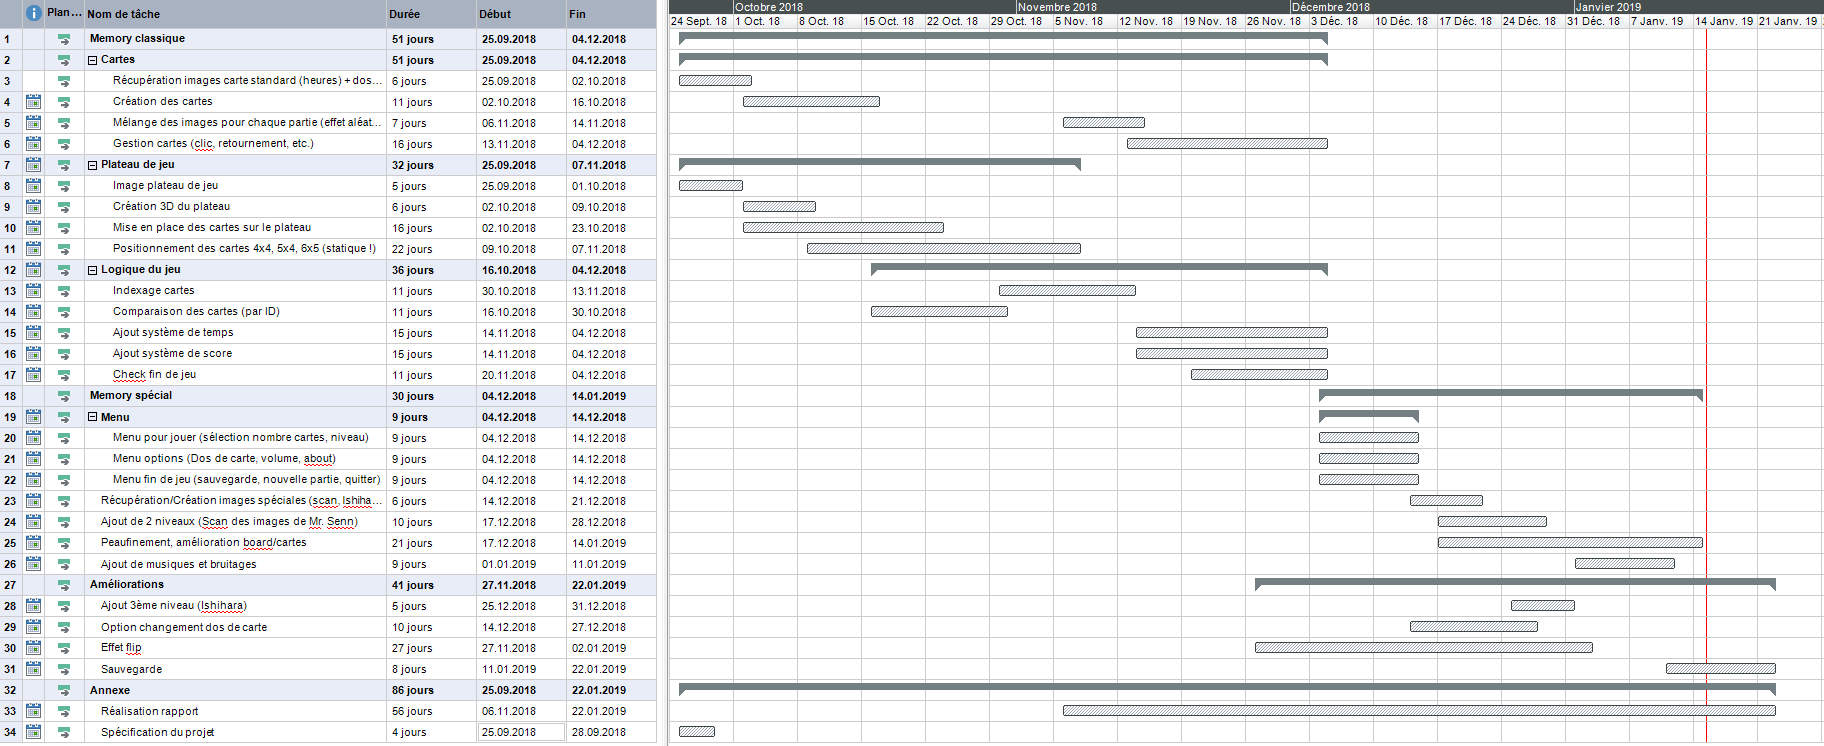 Octobre 2018 Novembre 2018 Décembre 2018 Janvier 2019
i Plan... Nom de tâche Durée Début Fin 24 Sept. 18 1 Oct. 18 8 Oct. 18 15 Oct. 18 22 Oct. 18 29 Oct. 18 5 Nov. 18 12 Nov. 18 19 Nov. 18 26 Nov. 18 3 Déc. 18 10 Déc. 18 17 Déc. 18 24 Déc. 18 31 Déc. 18 7 Janv. 19 14 Janv. 19 21 Janv. 19
1 Memory classique 51 jours 25.09.2018 04.12.2018
2 Cartes 51 jours 25.09.2018 04.12.2018
3 Récupération images carte standard (heures) + dos... 6 jours 25.09.2018 02.10.2018
4 Création des cartes 11 jours 02.10.2018 16.10.2018
5 Mélange des images pour chaque partie (effet aléat... 7 jours 06.11.2018 14.11.2018
6 Gestion cartes (clic, retournement, etc.) 16 jours 13.11.2018 04.12.2018
7 Plateau de jeu 32 jours 25.09.2018 07.11.2018
8 Image plateau de jeu 5 jours 25.09.2018 01.10.2018
9 Création 3D du plateau 6 jours 02.10.2018 09.10.2018
10 Mise en place des cartes sur le plateau 16 jours 02.10.2018 23.10.2018
11 Positionnement des cartes 4x4, 5x4, 6x5 (statique !) 22 jours 09.10.2018 07.11.2018
12 Logique du jeu 36 jours 16.10.2018 04.12.2018
13 Indexage cartes 11 jours 30.10.2018 13.11.2018
14 Comparaison des cartes (par ID) 11 jours 16.10.2018 30.10.2018
15 Ajout système de temps 15 jours 14.11.2018 04.12.2018
16 Ajout système de score 15 jours 14.11.2018 04.12.2018
17 Check fin de jeu 11 jours 20.11.2018 04.12.2018
18 Memory spécial 30 jours 04.12.2018 14.01.2019
19 Menu 9 jours 04.12.2018 14.12.2018
20 Menu pour jouer (sélection nombre cartes, niveau) 9 jours 04.12.2018 14.12.2018
21 Menu options (Dos de carte, volume, about) 9 jours 04.12.2018 14.12.2018
22 Menu fin de jeu (sauvegarde, nouvelle partie, quitter) 9 jours 04.12.2018 14.12.2018
23 Récupération/Création images spéciales (scan, Ishiha... 6 jours 14.12.2018 21.12.2018
24 Ajout de 2 niveaux (Scan des images de Mr. Senn) 10 jours 17.12.2018 28.12.2018
25 Peaufinement, amélioration board/cartes 21 jours 17.12.2018 14.01.2019
26 Ajout de musiques et bruitages 9 jours 01.01.2019 11.01.2019
27 Améliorations 41 jours 27.11.2018 22.01.2019
28 Ajout 3ème niveau (Ishihara) 5 jours 25.12.2018 31.12.2018
29 Option changement dos de carte 10 jours 14.12.2018 27.12.2018
30 Effet flip 27 jours 27.11.2018 02.01.2019
31 Sauvegarde 8 jours 11.01.2019 22.01.2019
32 Annexe 86 jours 25.09.2018 22.01.2019
33 Réalisation rapport 56 jours 06.11.2018 22.01.2019
34 Spécification du projet 4 jours 25.09.2018 28.09.2018